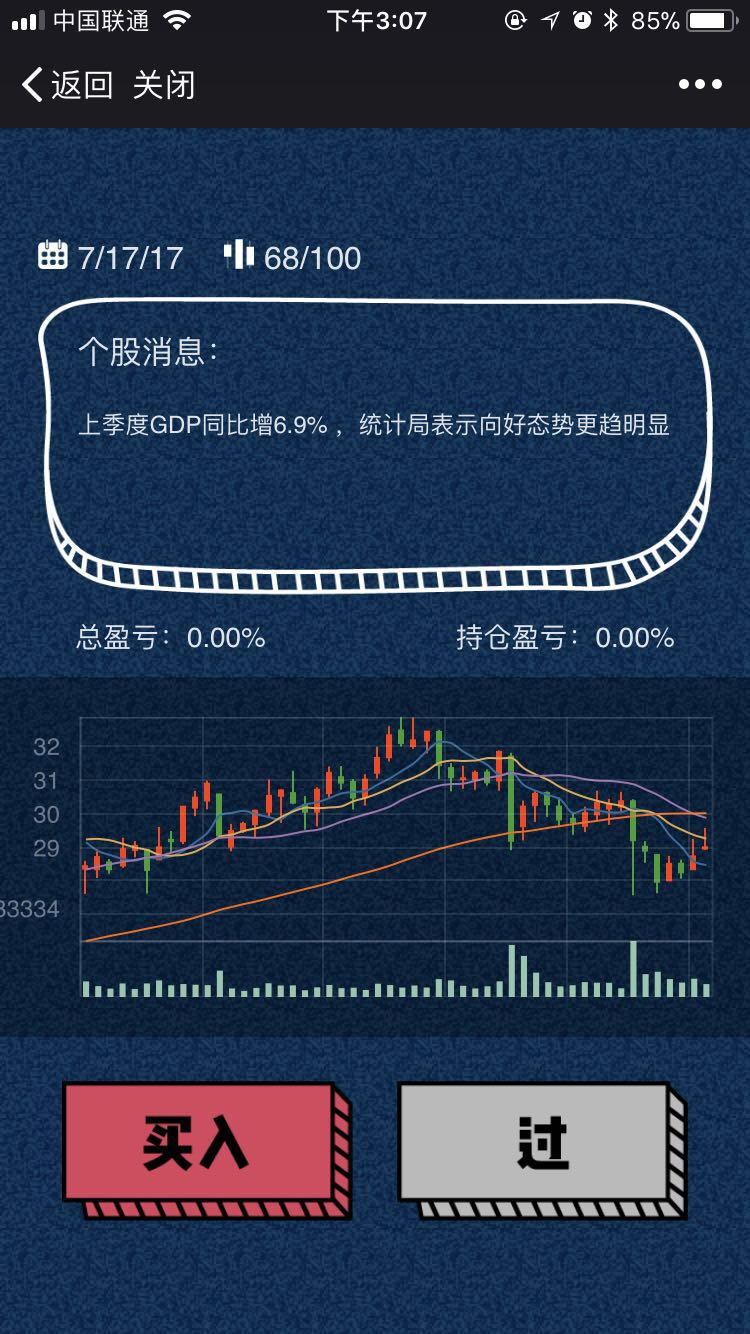 中国联通 下午3:07 85%
返回 关闭
7/17/17 68/100
个股消息：
上季度GDP同比增6.9%，统计局表示向好态势更趋明显
总盈亏：0.00% 持仓盈亏：0.00%
32
31
30
29
33334
买入 过